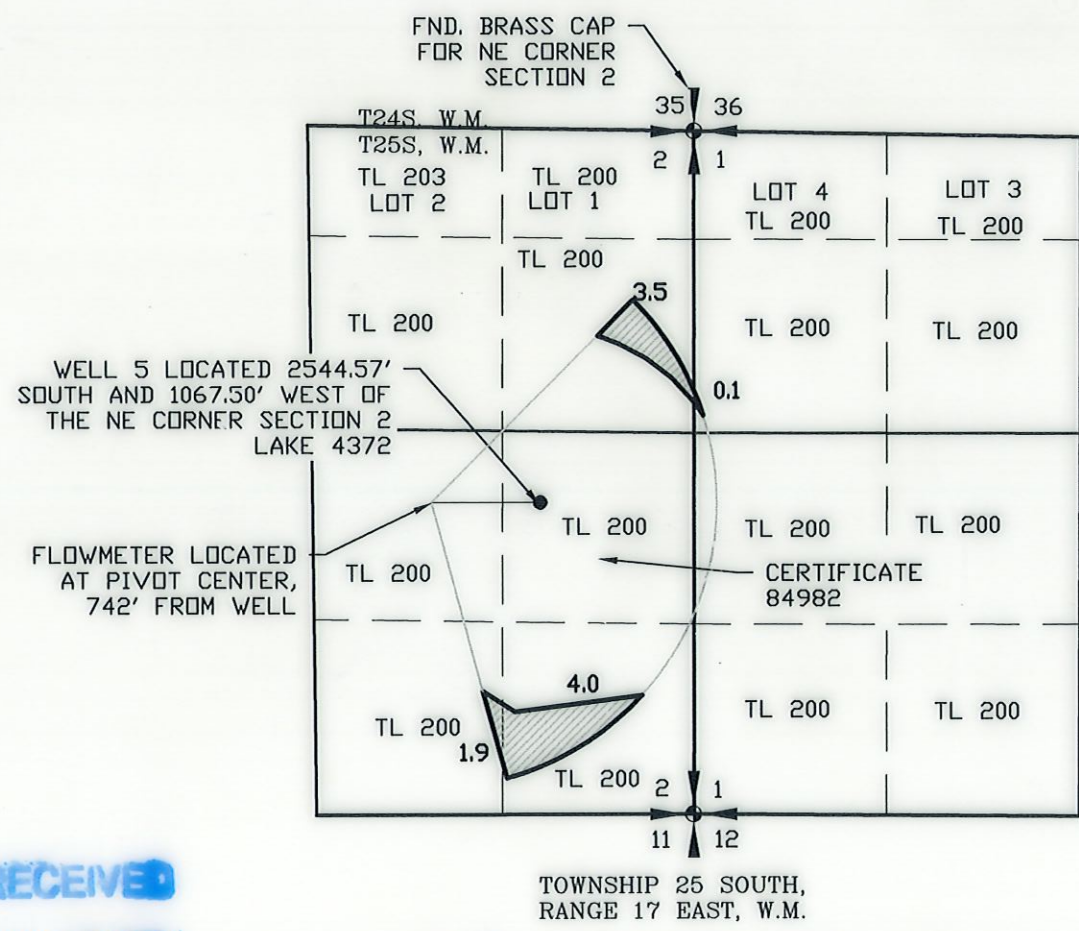 FND. BRASS CAP
FOR NE CORNER
SECTION 2
35 36
T24S, W.M.
T25S, W.M.
2 1
TL 203
LOT 2
TL 200
LOT 1
LOT 4
TL 200
LOT 3
TL 200
TL 200
TL 200
3.5
TL 200
TL 200
WELL 5 LOCATED 2544.57'
SOUTH AND 1067.50' WEST OF
THE NE CORNER SECTION 2
LAKE 4372
0.1
TL 200
TL 200
TL 200
FLOWMETER LOCATED
AT PIVOT CENTER,
742' FROM WELL
TL 200
CERTIFICATE
84982
4.0
TL 200
1.9
TL 200
TL 200
TL 200
2 1
11 12
RECEIVED
TOWNSHIP 25 SOUTH,
RANGE 17 EAST, W.M.